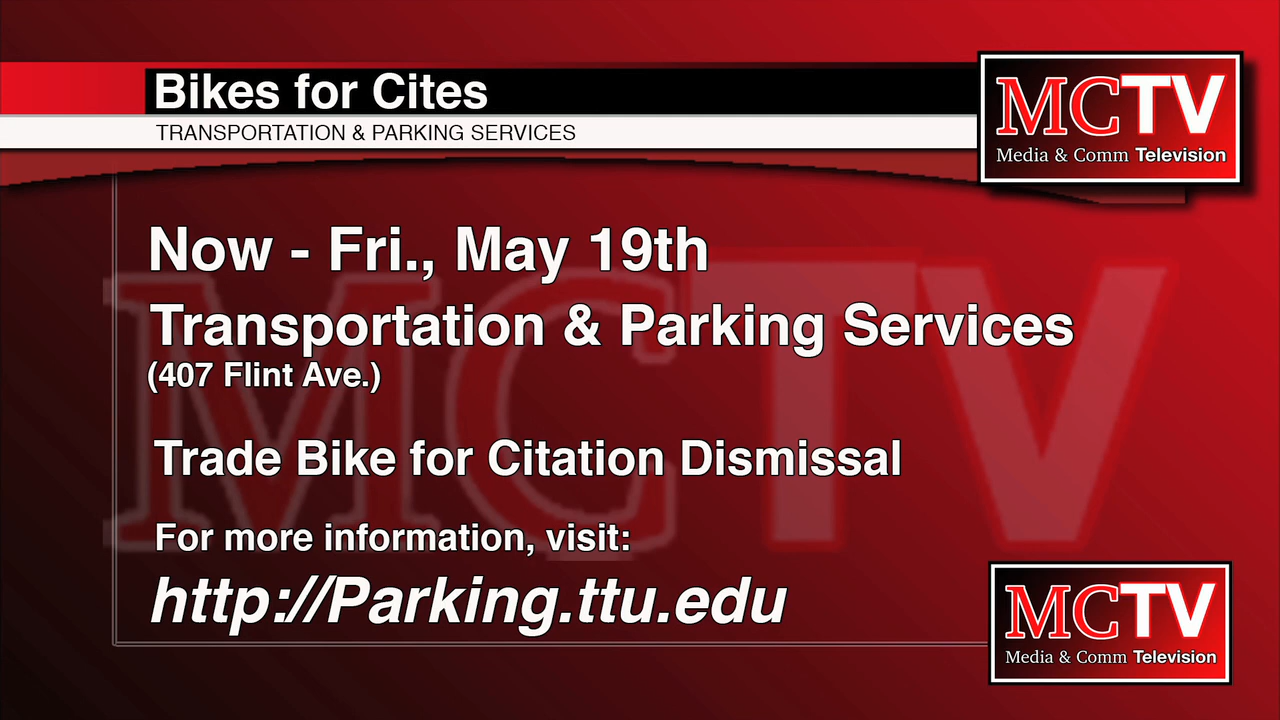 Bikes for Cites
TRANSPORTATION & PARKING SERVICES
MCTV
Media & Comm Television
Now - Fri., May 19th
Transportation & Parking Services
(407 Flint Ave.)
Trade Bike for Citation Dismissal
For more information, visit:
http://Parking.ttu.edu
MCTV
MCTV
Media & Comm Television